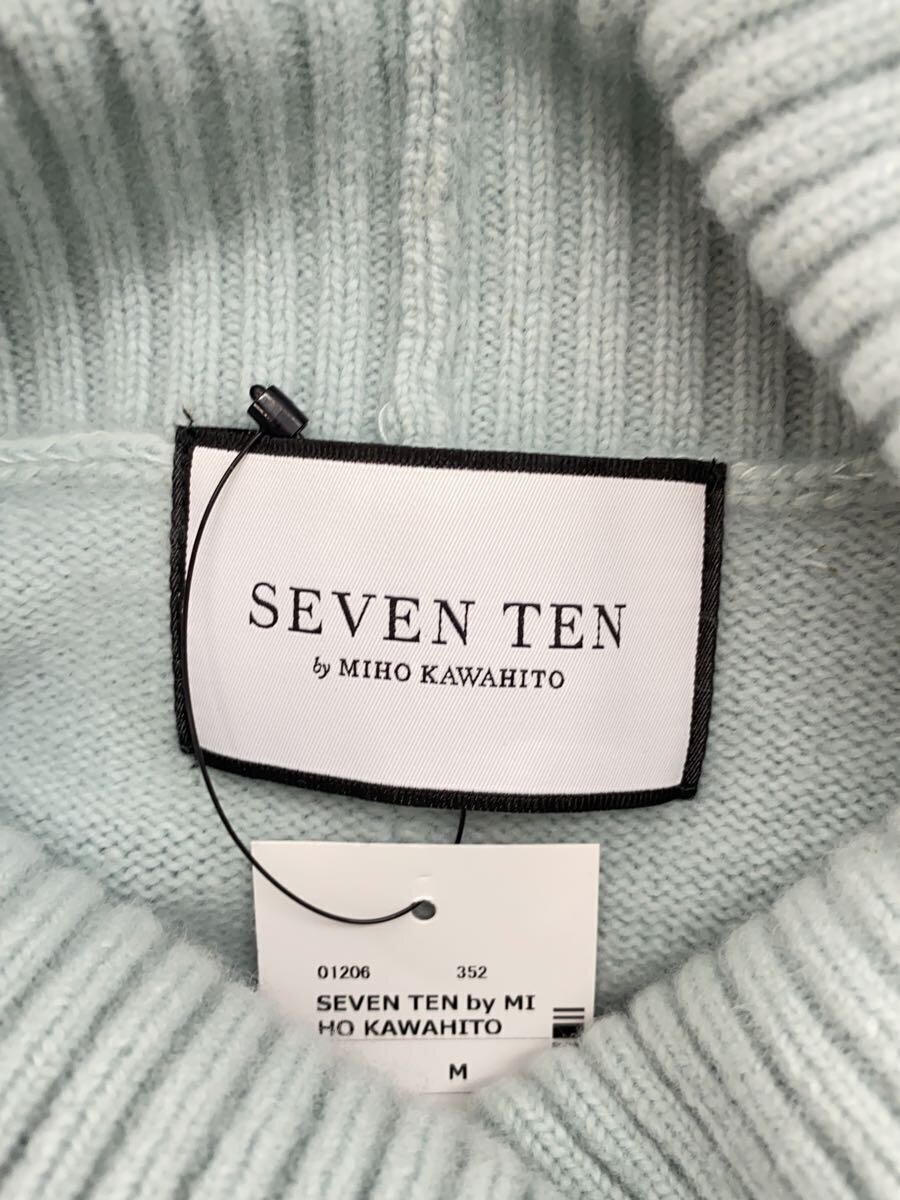 SEVEN TEN
by MIHO KAWAHITO
01206 352
SEVEN TEN by MI
HO KAWAHITO
M